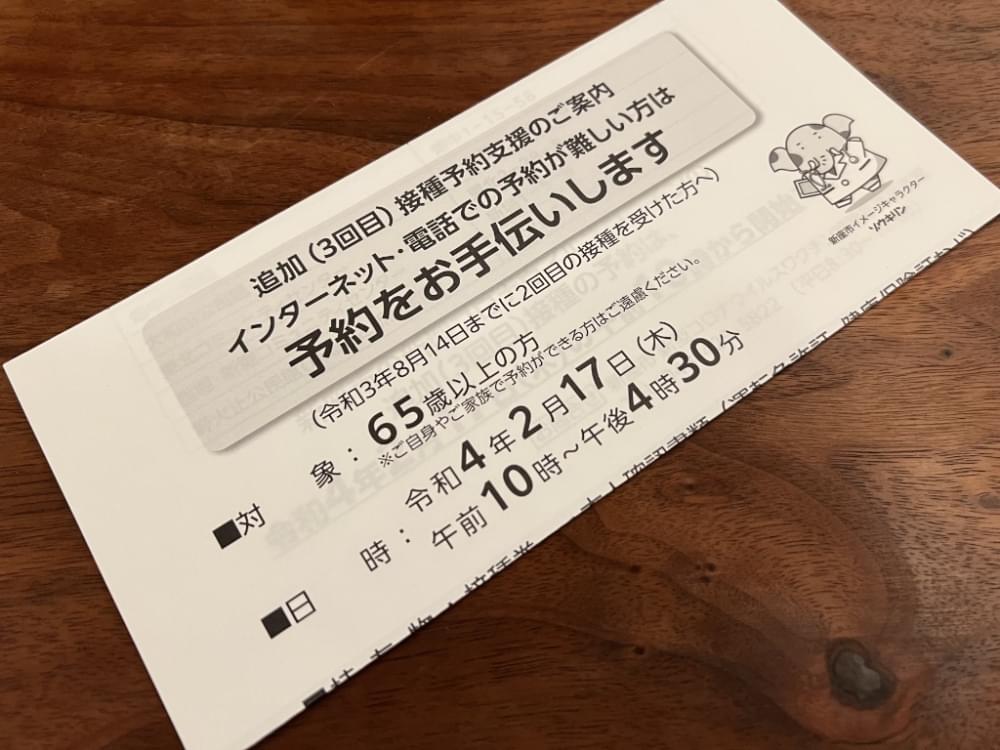 追加（3回目）接種予約支援のご案内
インターネット・電話での予約が難しい方は
予約をお手伝いします
（令和3年8月14日までに2回目の接種を受けた方へ）
■対　象：65歳以上の方
※ご自身やご家族で予約ができる方はご遠慮ください。
■日　時：令和4年2月17日（木）
午前10時～午後4時30分
新座市イメージキャラクター
ゾウキリン